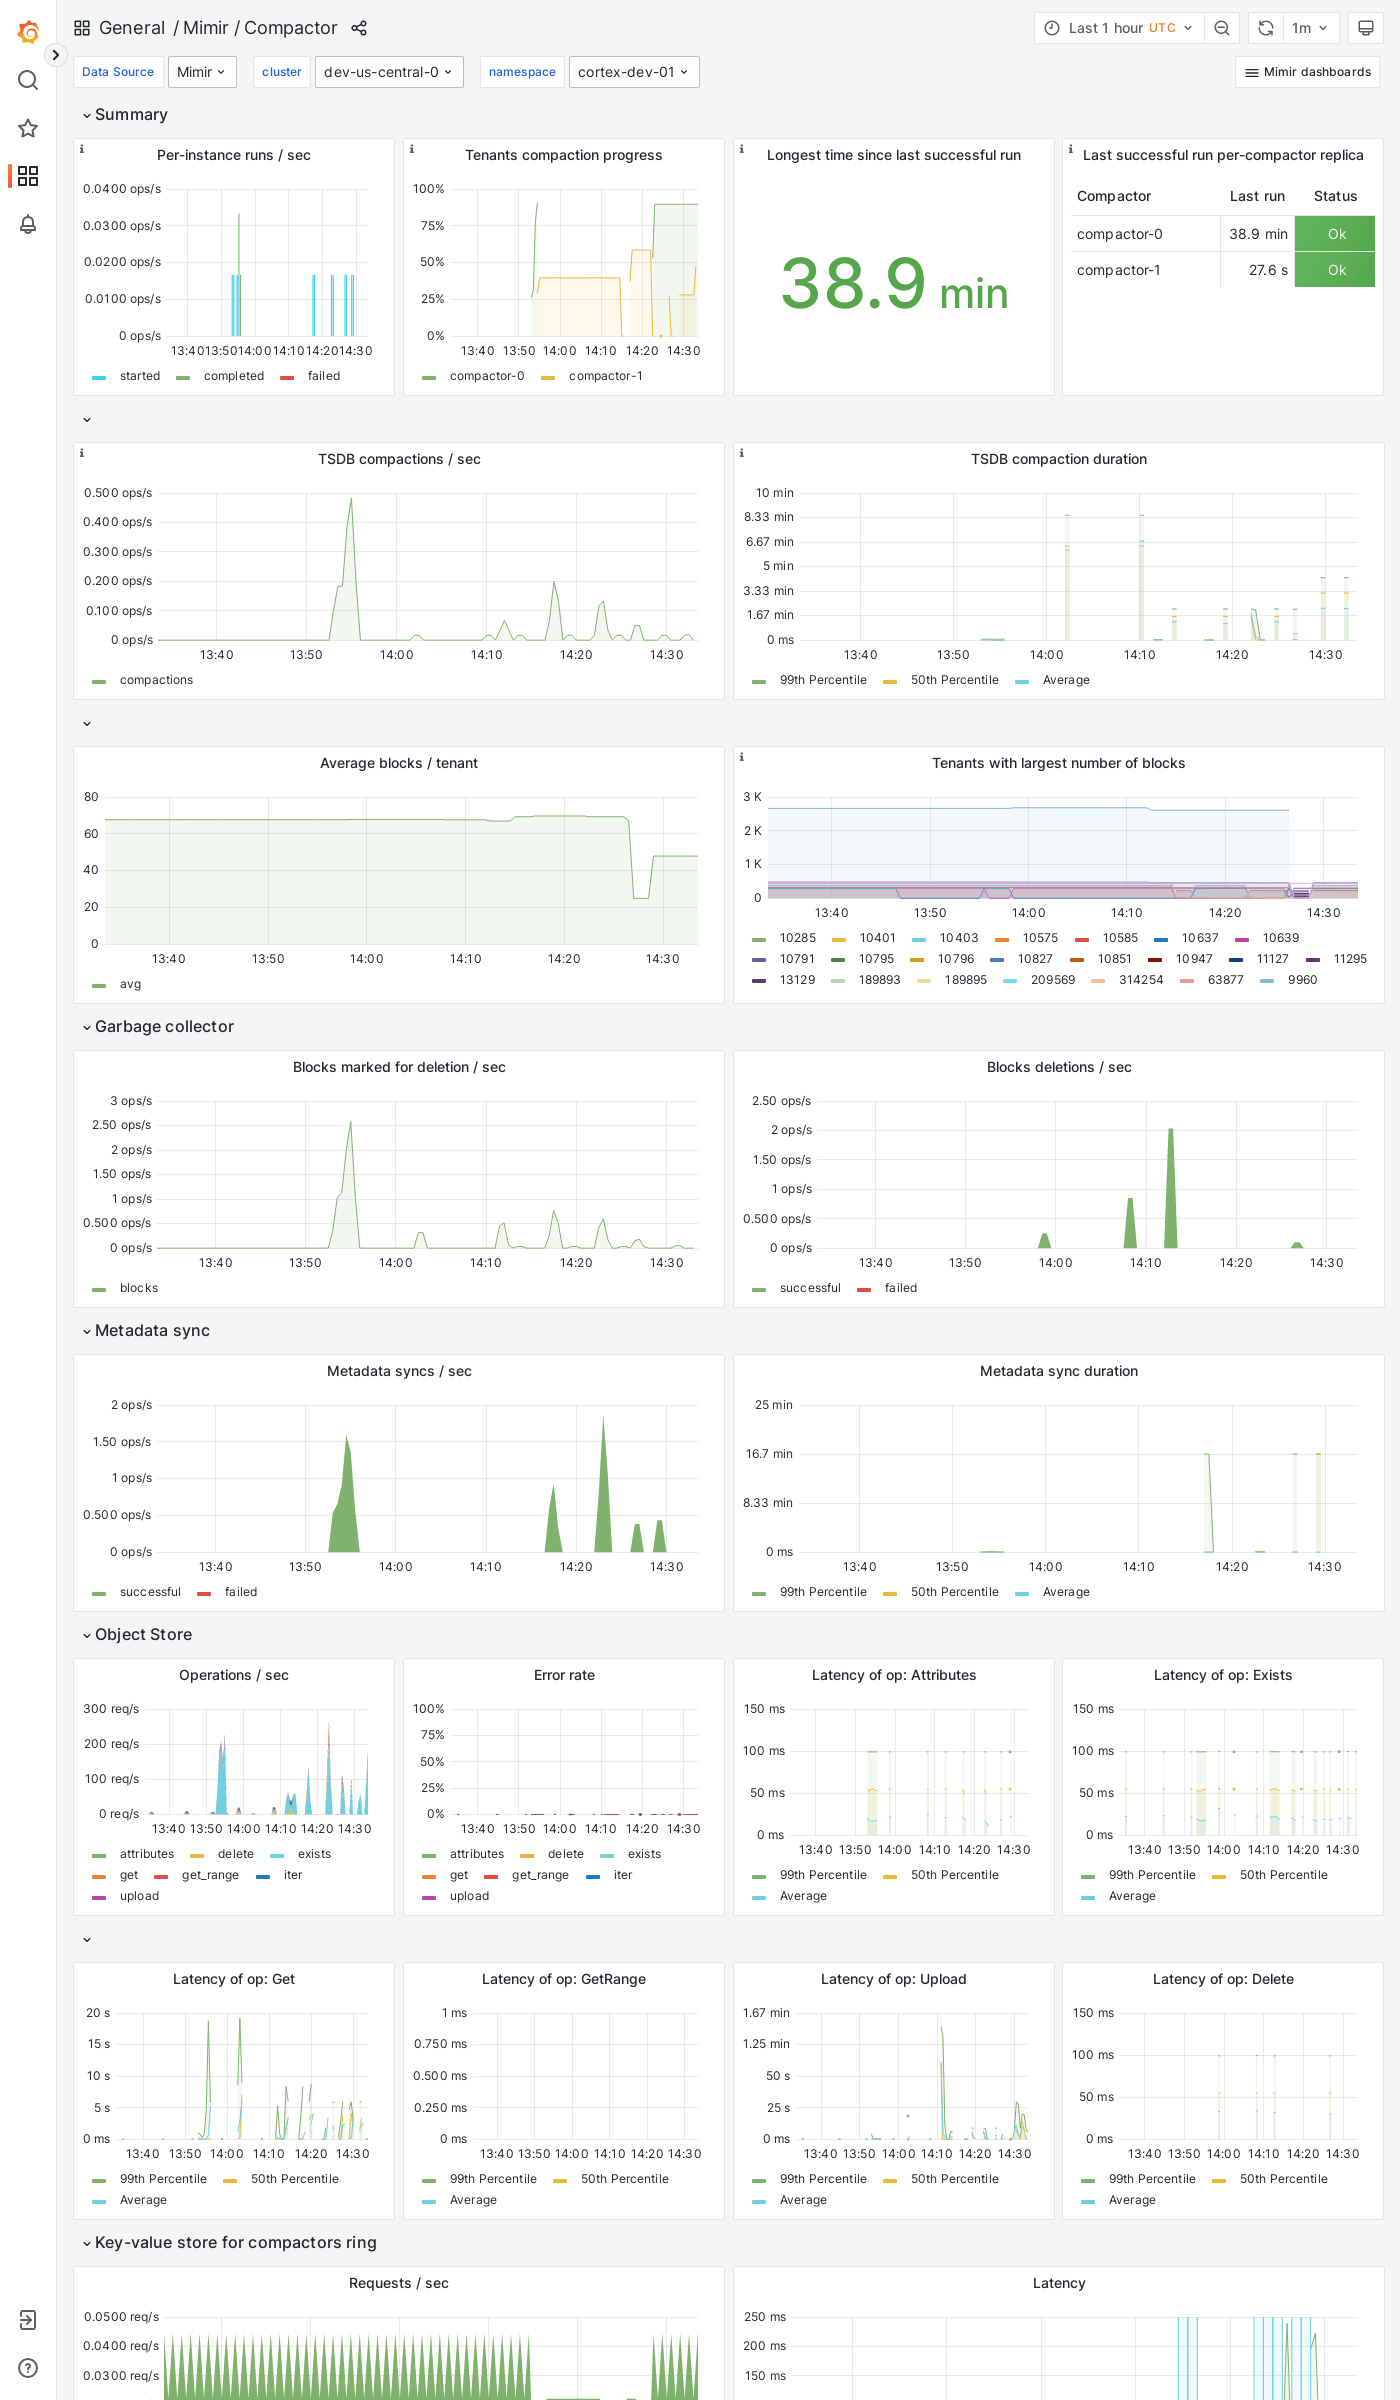 General / Mimir / Compactor
Last 1 hour UTC
1m
Data Source Mimir cluster dev-us-central-0 namespace cortex-dev-01
Mimir dashboards
Summary
Per-instance runs / sec
0.0400 ops/s
0.0300 ops/s
0.0200 ops/s
0.0100 ops/s
0 ops/s
13:40 13:50 14:00 14:10 14:20 14:30
started completed failed
Tenants compaction progress
100%
75%
50%
25%
0%
13:40 13:50 14:00 14:10 14:20 14:30
compactor-0 compactor-1
Longest time since last successful run
38.9 min
Last successful run per-compactor replica
Compactor Last run Status
compactor-0 38.9 min Ok
compactor-1 27.6 s Ok
TSDB compactions / sec
0.500 ops/s
0.400 ops/s
0.300 ops/s
0.200 ops/s
0.100 ops/s
0 ops/s
13:40 13:50 14:00 14:10 14:20 14:30
compactions
TSDB compaction duration
10 min
8.33 min
6.67 min
5 min
3.33 min
1.67 min
0 ms
13:40 13:50 14:00 14:10 14:20 14:30
99th Percentile 50th Percentile Average
Average blocks / tenant
80
60
40
20
0
13:40 13:50 14:00 14:10 14:20 14:30
avg
Tenants with largest number of blocks
3 K
2 K
1 K
0
13:40 13:50 14:00 14:10 14:20 14:30
10285 10401 10403 10575 10585 10637 10639
10791 10795 10796 10827 10851 10947 11127 11295
13129 189893 189895 209569 314254 63877 9960
Garbage collector
Blocks marked for deletion / sec
3 ops/s
2.50 ops/s
2 ops/s
1.50 ops/s
1 ops/s
0.500 ops/s
0 ops/s
13:40 13:50 14:00 14:10 14:20 14:30
blocks
Blocks deletions / sec
2.50 ops/s
2 ops/s
1.50 ops/s
1 ops/s
0.500 ops/s
0 ops/s
13:40 13:50 14:00 14:10 14:20 14:30
successful failed
Metadata sync
Metadata syncs / sec
2 ops/s
1.50 ops/s
1 ops/s
0.500 ops/s
0 ops/s
13:40 13:50 14:00 14:10 14:20 14:30
successful failed
Metadata sync duration
25 min
16.7 min
8.33 min
0 ms
13:40 13:50 14:00 14:10 14:20 14:30
99th Percentile 50th Percentile Average
Object Store
Operations / sec
300 req/s
200 req/s
100 req/s
0 req/s
13:40 13:50 14:00 14:10 14:20 14:30
attributes delete exists
get get_range iter
upload
Error rate
100%
75%
50%
25%
0%
13:40 13:50 14:00 14:10 14:20 14:30
attributes delete exists
get get_range iter
upload
Latency of op: Attributes
150 ms
100 ms
50 ms
0 ms
13:40 13:50 14:00 14:10 14:20 14:30
99th Percentile 50th Percentile
Average
Latency of op: Exists
150 ms
100 ms
50 ms
0 ms
13:40 13:50 14:00 14:10 14:20 14:30
99th Percentile 50th Percentile
Average
Latency of op: Get
20 s
15 s
10 s
5 s
0 ms
13:40 13:50 14:00 14:10 14:20 14:30
99th Percentile 50th Percentile
Average
Latency of op: GetRange
1 ms
0.750 ms
0.500 ms
0.250 ms
0 ms
13:40 13:50 14:00 14:10 14:20 14:30
99th Percentile 50th Percentile
Average
Latency of op: Upload
1.67 min
1.25 min
50 s
25 s
0 ms
13:40 13:50 14:00 14:10 14:20 14:30
99th Percentile 50th Percentile
Average
Latency of op: Delete
150 ms
100 ms
50 ms
0 ms
13:40 13:50 14:00 14:10 14:20 14:30
99th Percentile 50th Percentile
Average
Key-value store for compactors ring
Requests / sec
0.0500 req/s
0.0400 req/s
0.0300 req/s
Latency
250 ms
200 ms
150 ms